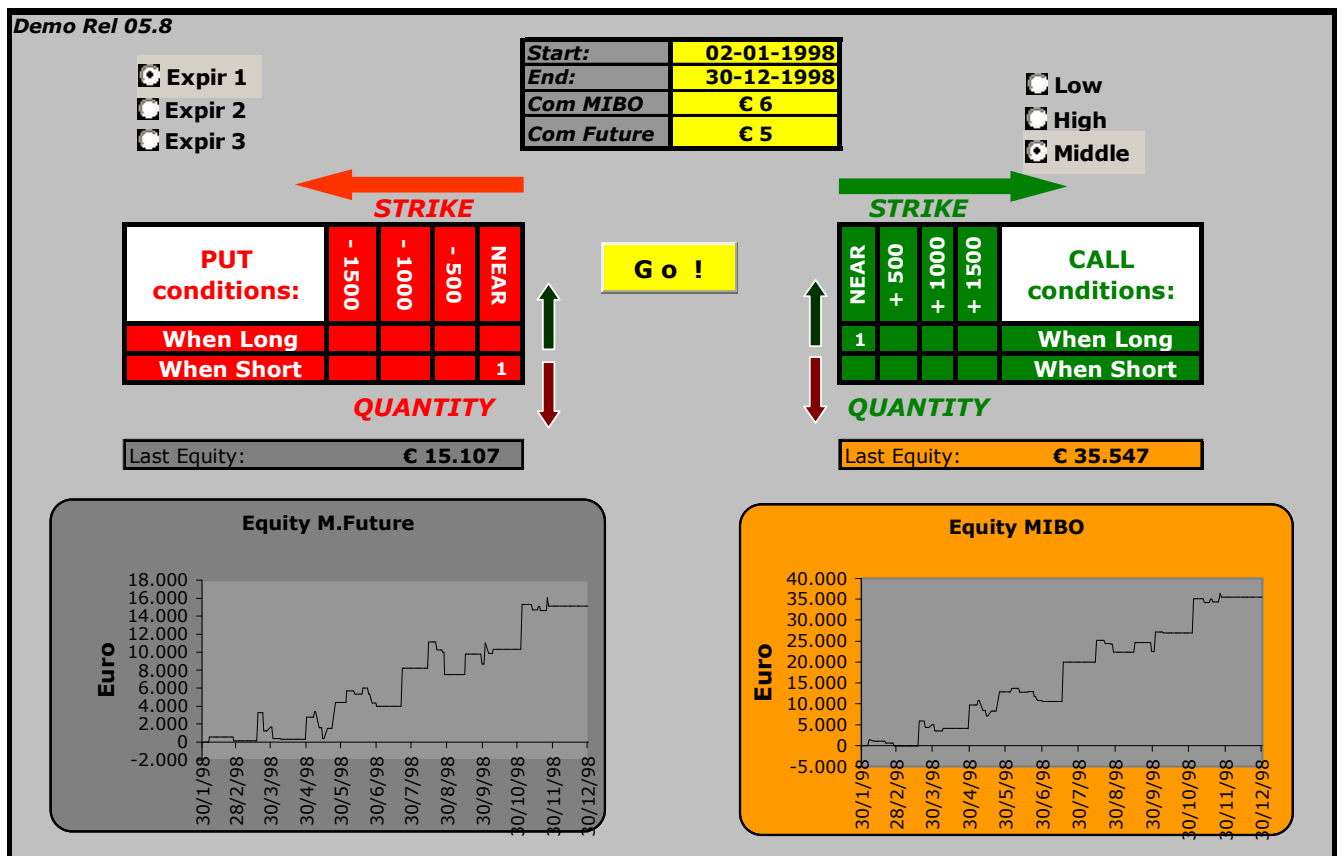 Demo Rel 05.8
Expir 1
Expir 2
Expir 3
Start: 02-01-1998
End: 30-12-1998
Com MIBO € 6
Com Future € 5
Low
High
Middle
STRIKE
STRIKE
PUT conditions:
- 1500
- 1000
- 500
NEAR
When Long
When Short 1
QUANTITY
G o !
NEAR
+ 500
+ 1000
+ 1500
CALL conditions:
1 When Long
When Short
QUANTITY
Last Equity: € 15.107
Last Equity: € 35.547
Equity M.Future
Euro
18.000
16.000
14.000
12.000
10.000
8.000
6.000
4.000
2.000
0
-2.000
30/1/98
28/2/98
30/3/98
30/4/98
30/5/98
30/6/98
30/7/98
30/8/98
30/9/98
30/10/98
30/11/98
30/12/98
Equity MIBO
Euro
40.000
35.000
30.000
25.000
20.000
15.000
10.000
5.000
0
-5.000
30/1/98
28/2/98
30/3/98
30/4/98
30/5/98
30/6/98
30/7/98
30/8/98
30/9/98
30/10/98
30/11/98
30/12/98